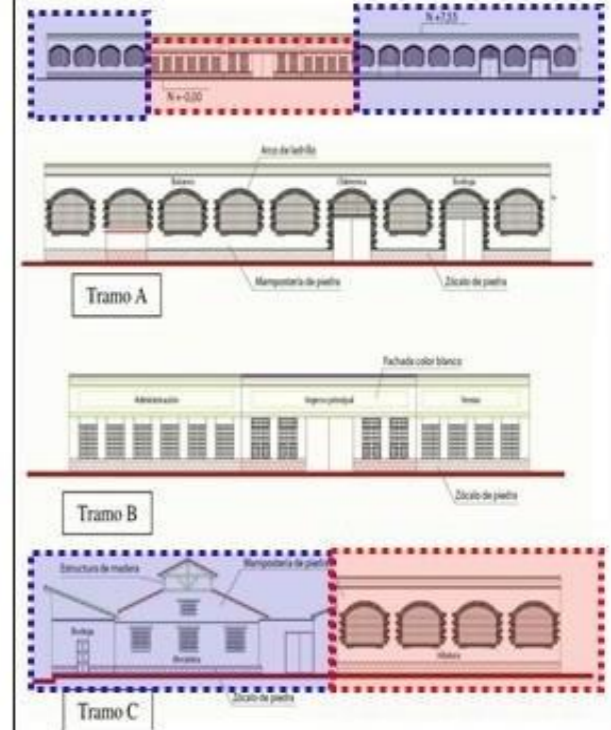 N +7,55
N +-0,00
Arco de ladrillo
Bodega
Mampostería de piedra
Zócalo de piedra
Tramo A
Fachada color blanco
Administración
Ingreso principal
Ventas
Zócalo de piedra
Tramo B
Estructura de madera
Mampostería de piedra
Bodega
Zócalo de piedra
Tramo C